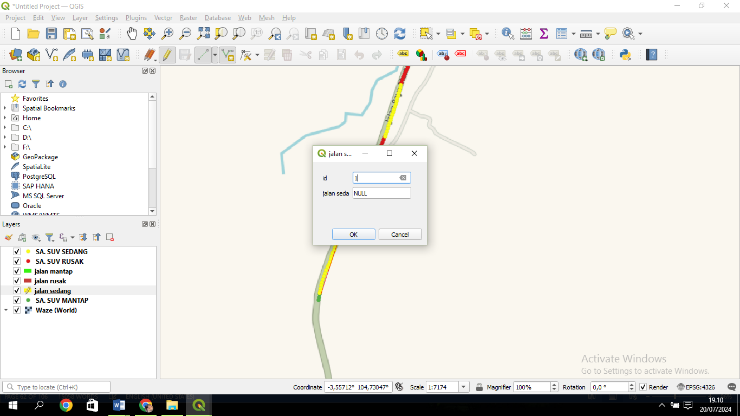 *Untitled Project — QGIS
Project Edit View Layer Settings Plugins Vector Raster Database Web Mesh Help
Browser
Favorites
Spatial Bookmarks
Home
C:\
D:\
F:\
GeoPackage
SpatiaLite
PostgreSQL
SAP HANA
MS SQL Server
Oracle
WMS/WMTS
Layers
SA. SUV SEDANG
SA. SUV RUSAK
jalan mantap
jalan rusak
jalan sedang
SA. SUV MANTAP
Waze (World)
jalan s...
id 1
jalan seda NULL
OK Cancel
Activate Windows
Go to Settings to activate Windows.
Type to locate (Ctrl+K) Coordinate -3,55712° 104,73047° Scale 1:7174 Magnifier 100% Rotation 0,0° Render EPSG:4326
19.10
20/07/2024